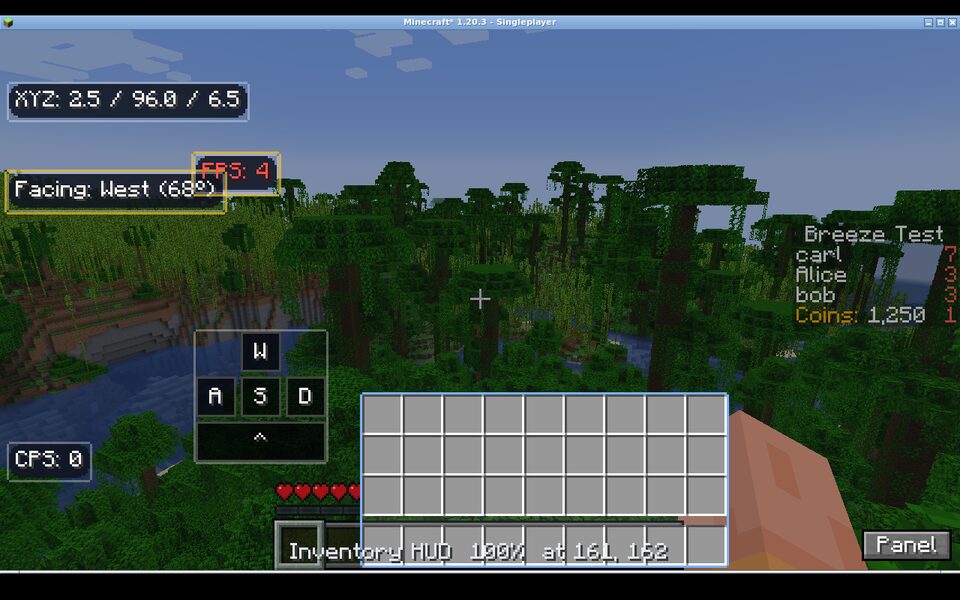 Minecraft* 1.20.3 - Singleplayer
XYZ: 2.5 / 96.0 / 6.5
FPS: 4
Facing: West (68º)
Breeze Test
carl 7
Alice 3
bob 3
Coins: 1,250 1
W
A S D
^
CPS: 0
Inventory HUD 100% at 161, 162
Panel